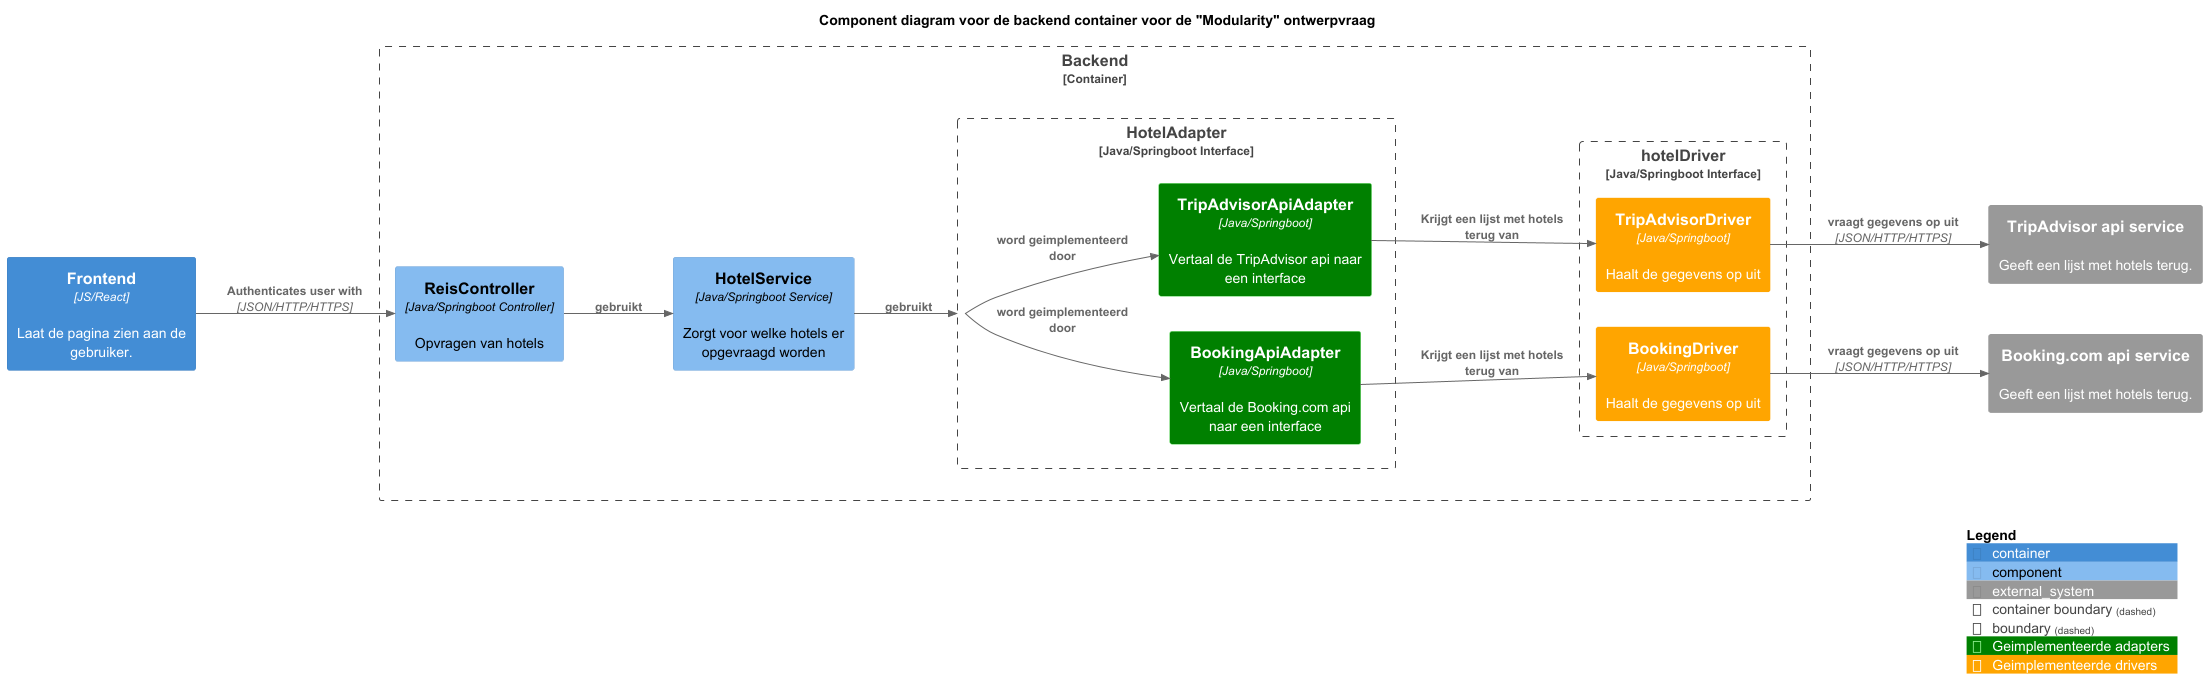 Component diagram voor de backend container voor de "Modularity" ontwerpvraag
Backend
[Container]
HotelAdapter
[Java/Springboot Interface]
hotelDriver
[Java/Springboot Interface]
Frontend
[JS/React]
Laat de pagina zien aan de
gebruiker.
Authenticates user with
[JSON/HTTP/HTTPS]
ReisController
[Java/Springboot Controller]
Opvragen van hotels
gebruikt
HotelService
[Java/Springboot Service]
Zorgt voor welke hotels er
opgevraagd worden
gebruikt
word geimplementeerd
door
word geimplementeerd
door
TripAdvisorApiAdapter
[Java/Springboot]
Vertaal de TripAdvisor api naar
een interface
BookingApiAdapter
[Java/Springboot]
Vertaal de Booking.com api
naar een interface
Krijgt een lijst met hotels
terug van
Krijgt een lijst met hotels
terug van
TripAdvisorDriver
[Java/Springboot]
Haalt de gegevens op uit
BookingDriver
[Java/Springboot]
Haalt de gegevens op uit
vraagt gegevens op uit
[JSON/HTTP/HTTPS]
vraagt gegevens op uit
[JSON/HTTP/HTTPS]
TripAdvisor api service
Geeft een lijst met hotels terug.
Booking.com api service
Geeft een lijst met hotels terug.
Legend
container
component
external_system
container boundary (dashed)
boundary (dashed)
Geimplementeerde adapters
Geimplementeerde drivers